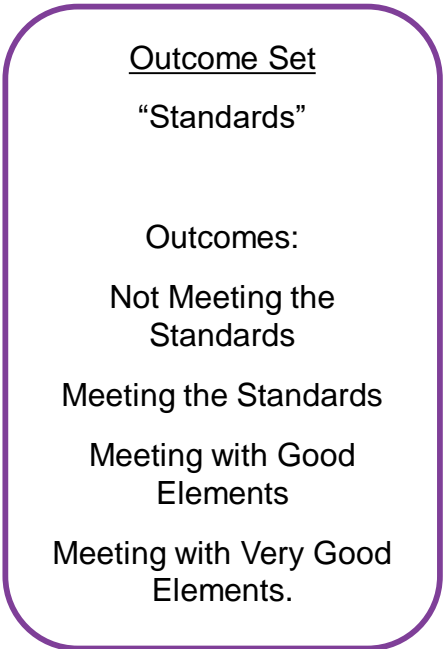 Outcome Set
“Standards”
Outcomes:
Not Meeting the
Standards
Meeting the Standards
Meeting with Good
Elements
Meeting with Very Good
Elements.